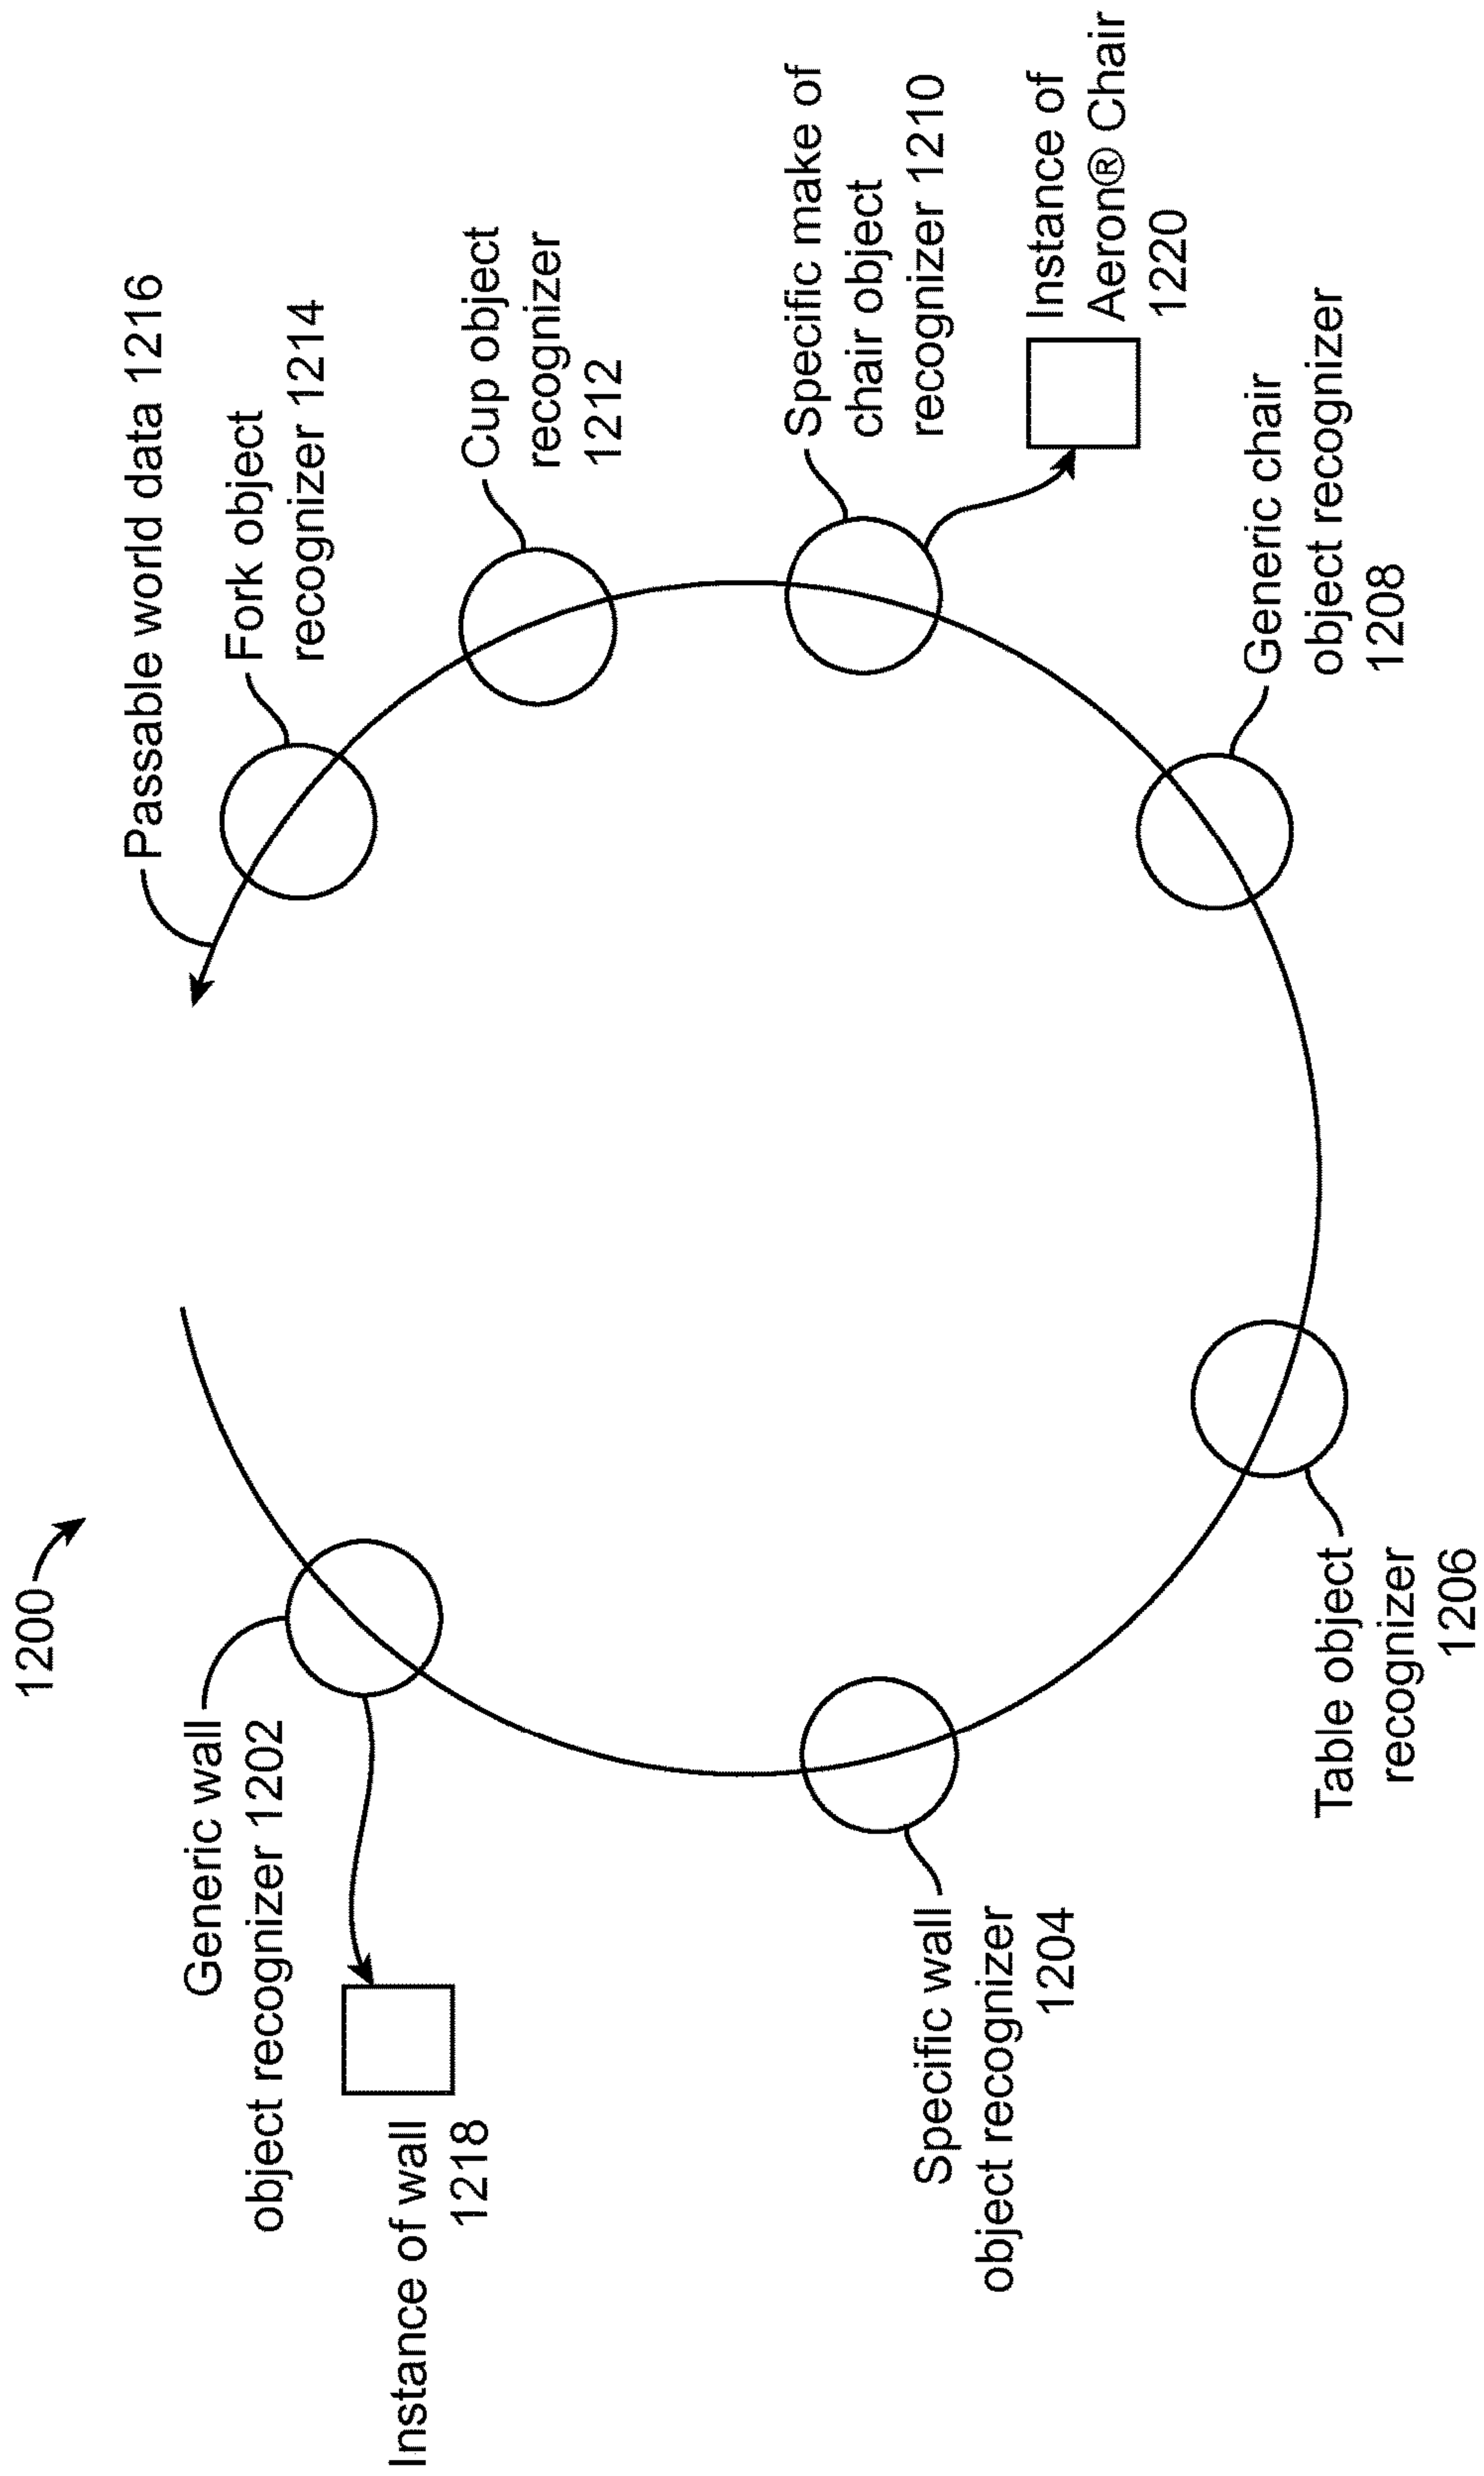 1200
Passable world data 1216
Generic wall
object recognizer 1202
Fork object
recognizer 1214
Instance of wall
1218
Cup object
recognizer
1212
Specific wall
object recognizer
1204
Specific make of
chair object
recognizer 1210
Instance of
Aeron® Chair
1220
Table object
recognizer
1206
Generic chair
object recognizer
1208